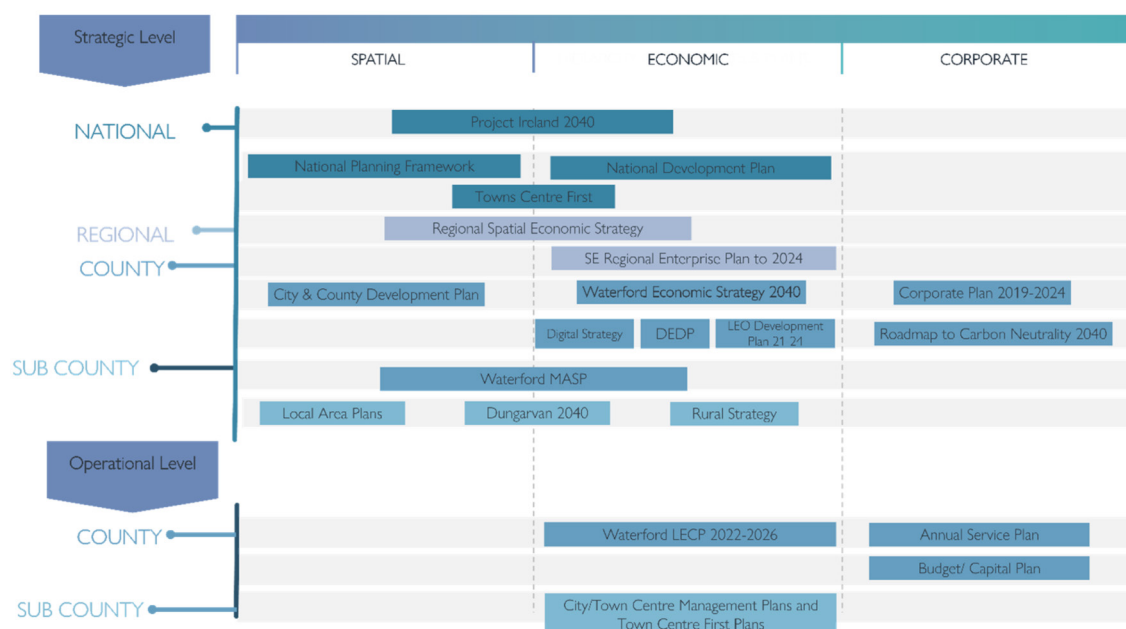 Strategic Level
SPATIAL
ECONOMIC
CORPORATE
NATIONAL
Project Ireland 2040
National Planning Framework
National Development Plan
Towns Centre First
REGIONAL
Regional Spatial Economic Strategy
COUNTY
SE Regional Enterprise Plan to 2024
City & County Development Plan
Waterford Economic Strategy 2040
Corporate Plan 2019-2024
Digital Strategy
DEDP
LEO Development
Plan 21 24
Roadmap to Carbon Neutrality 2040
SUB COUNTY
Waterford MASP
Local Area Plans
Dungarvan 2040
Rural Strategy
Operational Level
COUNTY
Waterford LECP 2022-2026
Annual Service Plan
Budget/ Capital Plan
SUB COUNTY
City/Town Centre Management Plans and
Town Centre First Plans